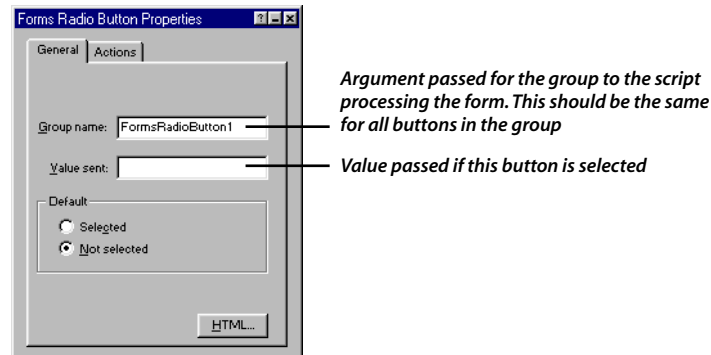 Forms Radio Button Properties
General
Actions
Group name: FormsRadioButton1
Value sent:
Default
Selected
Not selected
HTML...
Argument passed for the group to the script
processing the form. This should be the same
for all buttons in the group
Value passed if this button is selected